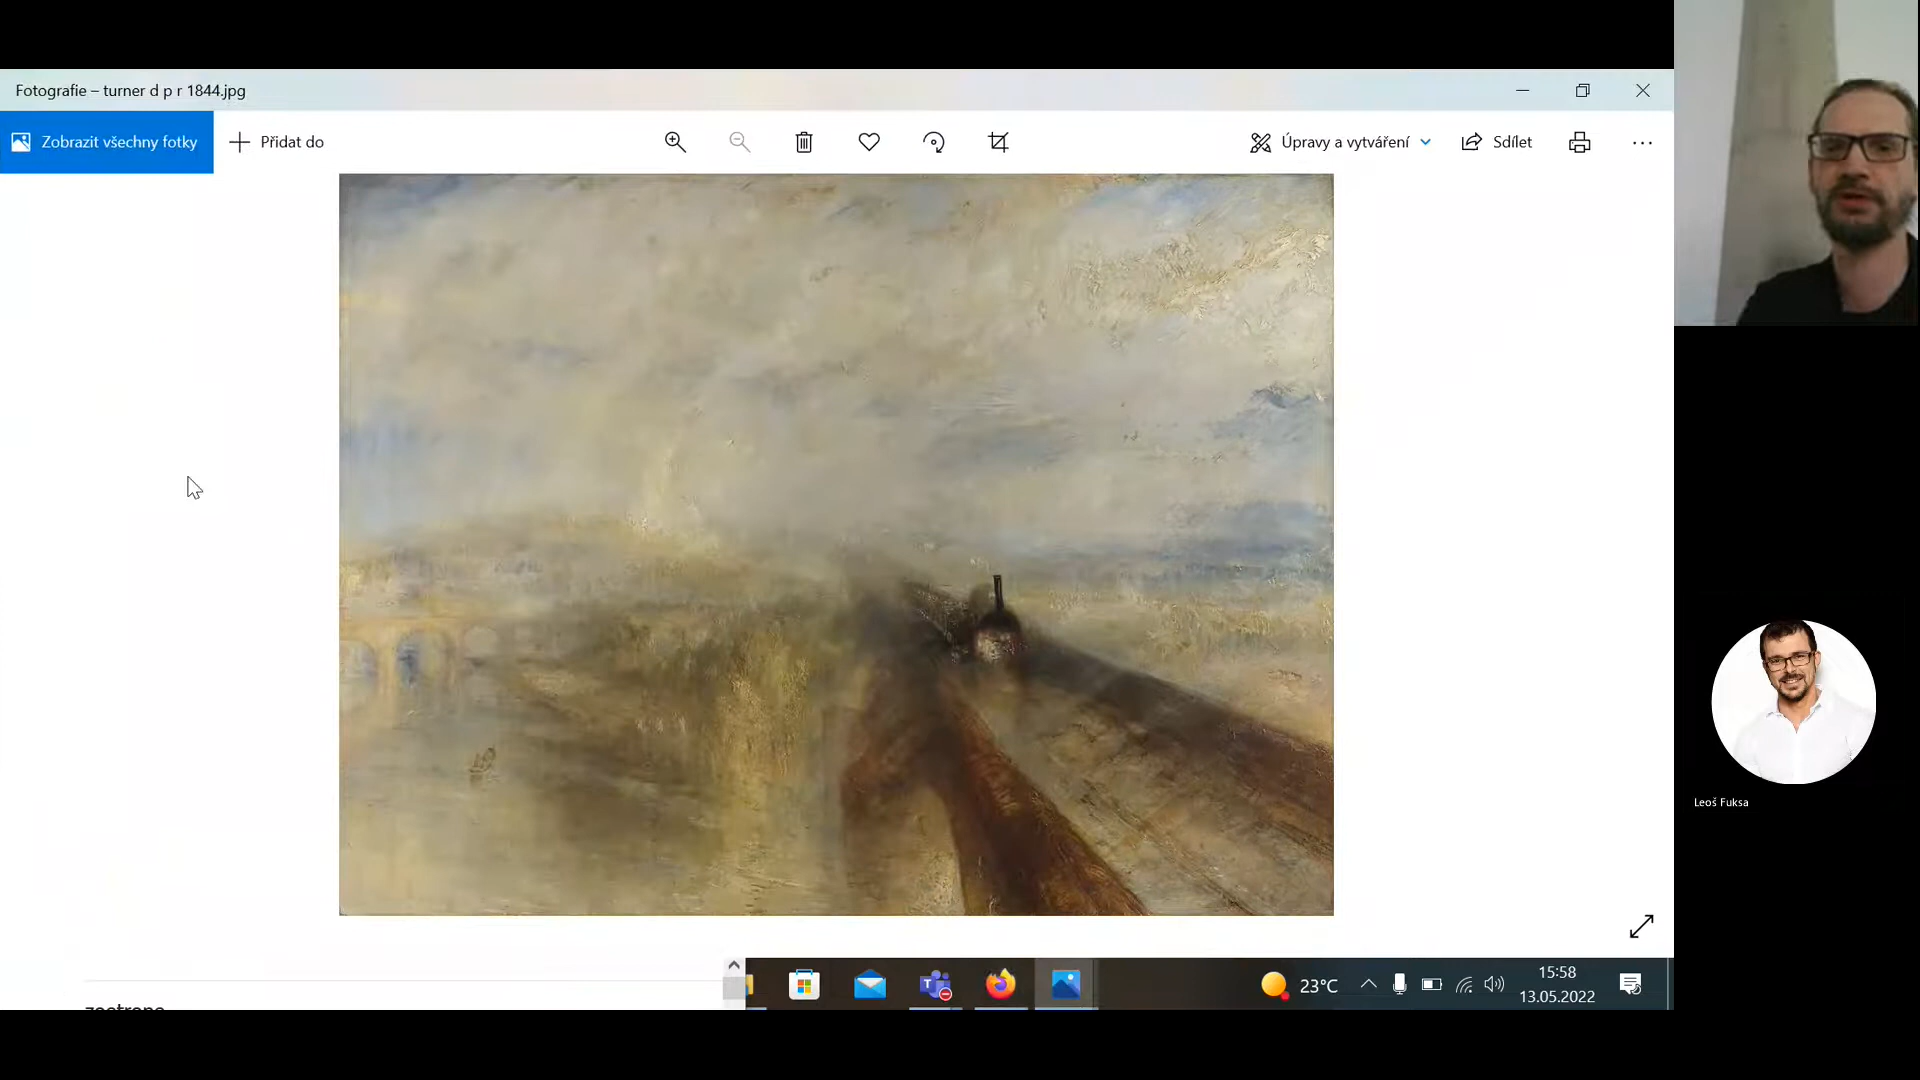 Fotografie – turner d p r 1844.jpg
Zobrazit všechny fotky
Přidat do
Úpravy a vytváření
Sdílet
Leoš Fuksa
23°C
15:58
13.05.2022